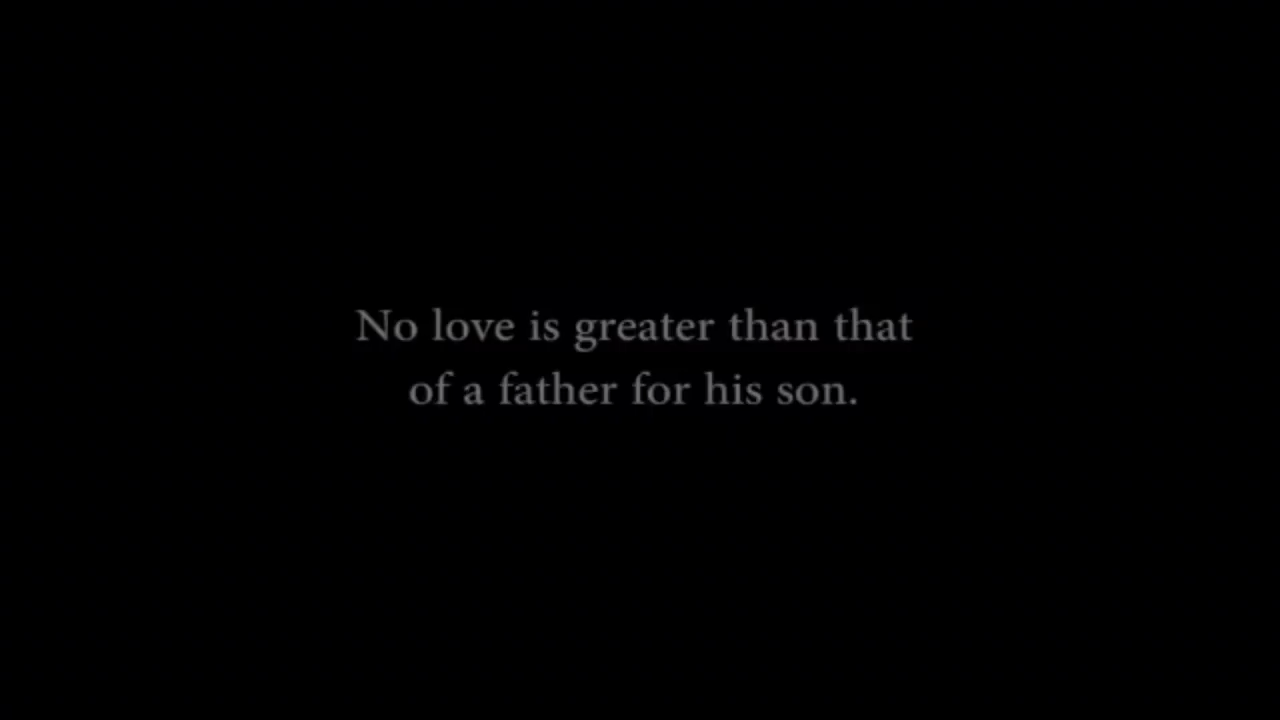 No love is greater than that
of a father for his son.